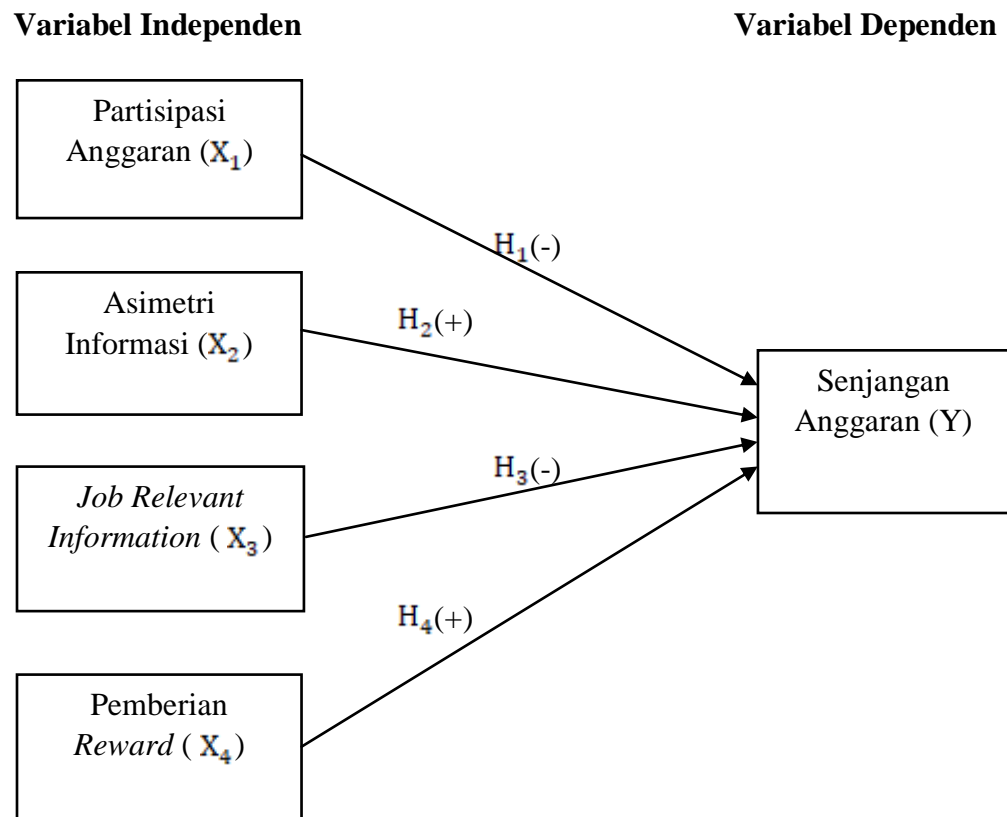 Variabel Independen
Variabel Dependen
Partisipasi
Anggaran (X₁)
H₁(-)
Asimetri
Informasi (X₂)
H₂(+)
Senjangan
Anggaran (Y)
Job Relevant
Information ( X₃)
H₃(-)
H₄(+)
Pemberian
Reward ( X₄)